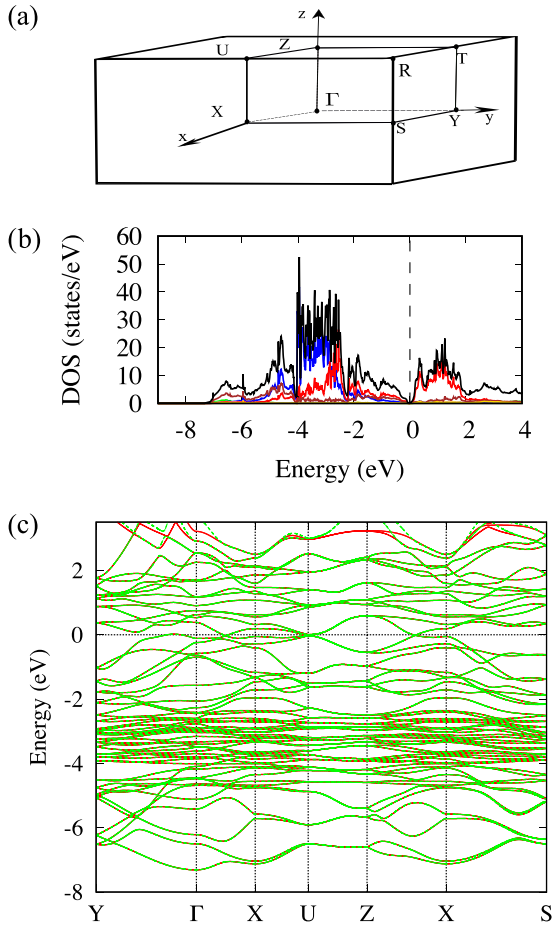 (a)
z
U
Z
T
R
Γ
X
x
S
Y
y
(b)
60
50
40
30
20
10
0
DOS (states/eV)
-8 -6 -4 -2 0 2 4
Energy (eV)
(c)
2
0
-2
-4
-6
-8
Energy (eV)
Y Γ X U Z X S